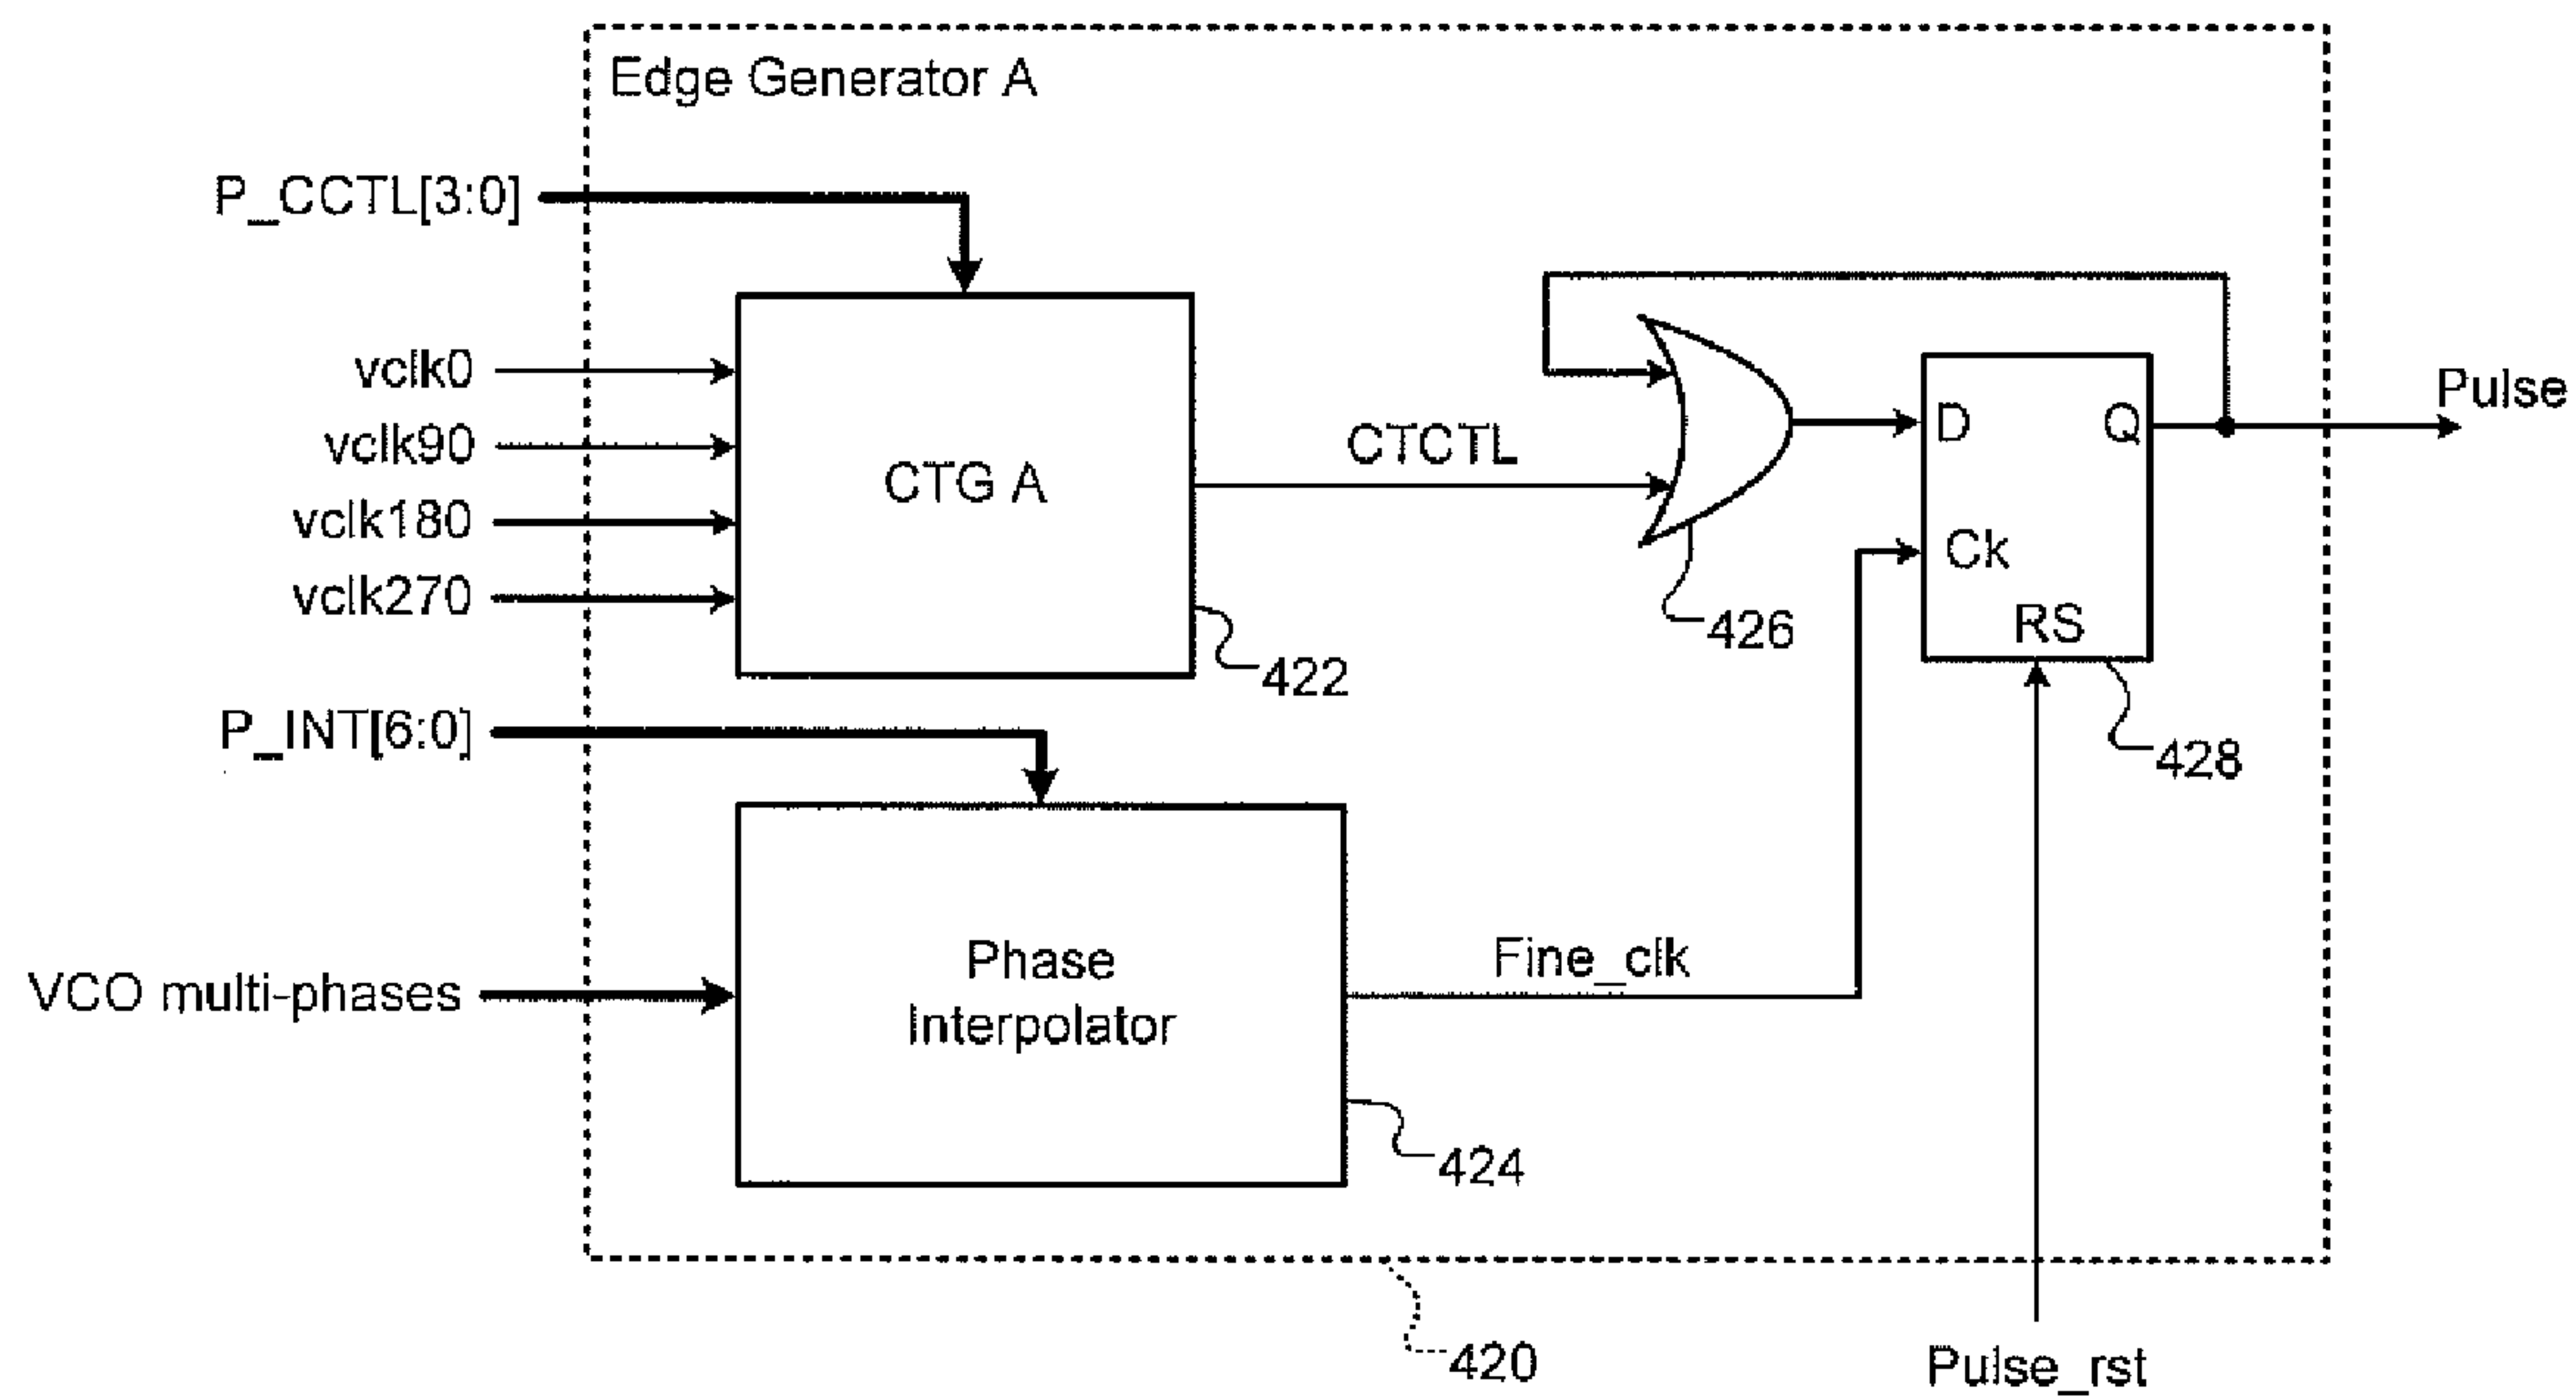 Edge Generator A
P_CCTL[3:0]
vclk0
vclk90
vclk180
vclk270
CTG A
CTCTL
422
426
D
Q
Ck
RS
428
Pulse
P_INT[6:0]
VCO multi-phases
Phase
Interpolator
Fine_clk
424
420
Pulse_rst